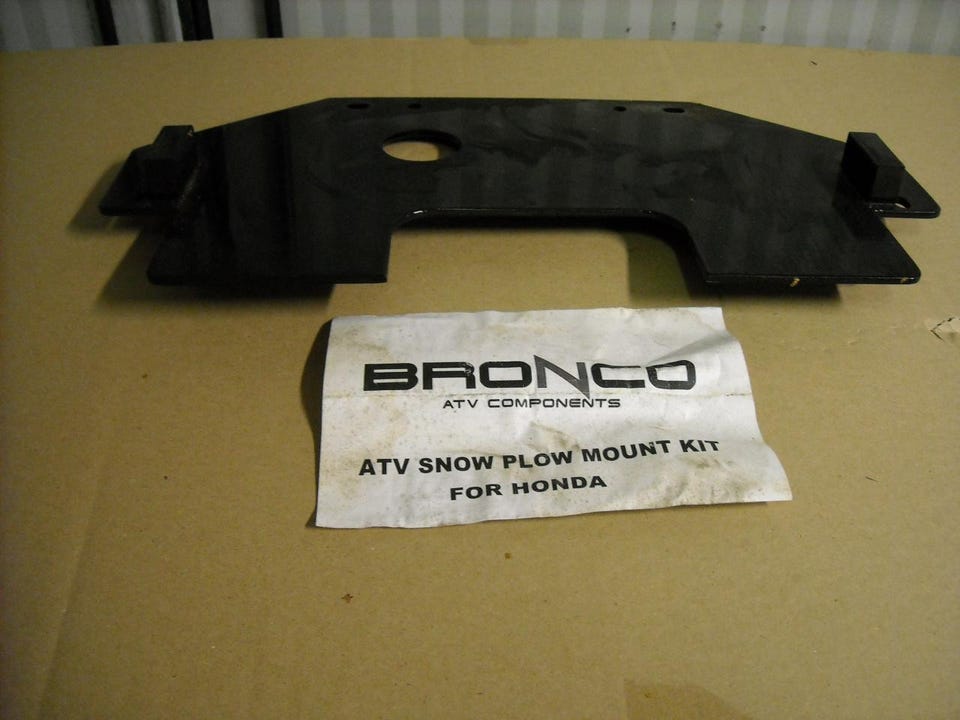 BRONCO
ATV COMPONENTS
ATV SNOW PLOW MOUNT KIT
FOR HONDA